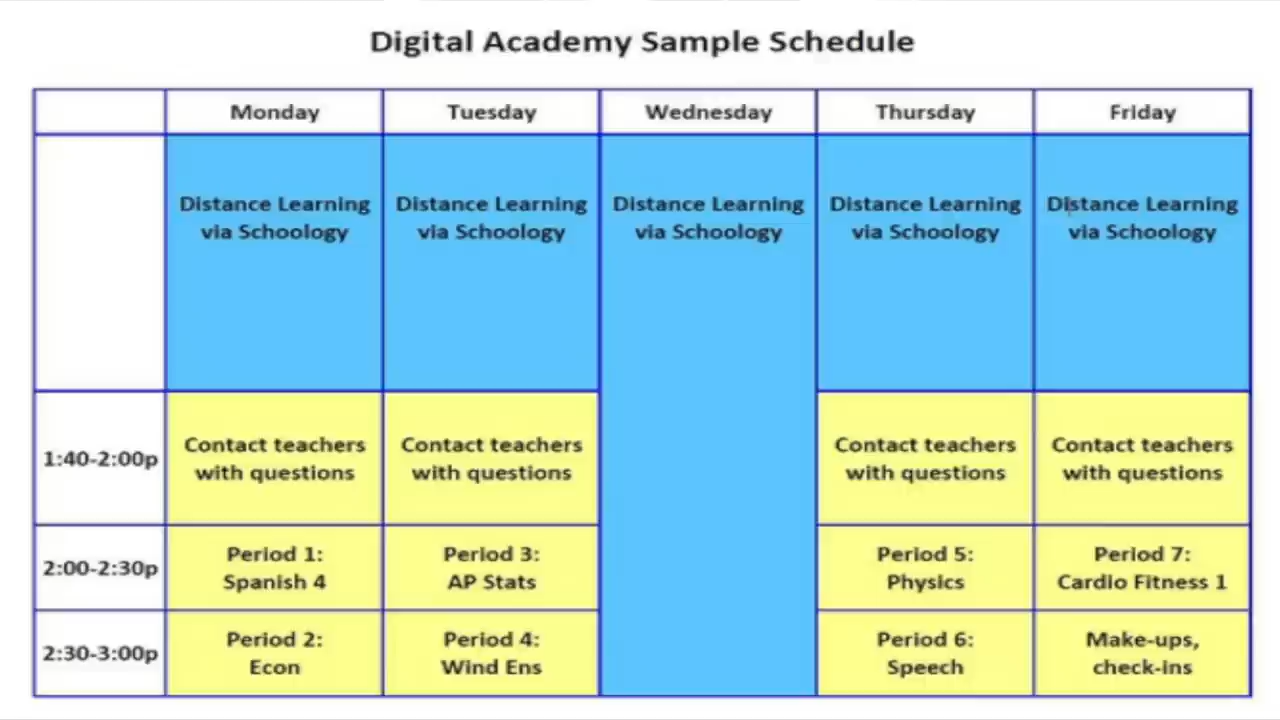 Digital Academy Sample Schedule
Monday Tuesday Wednesday Thursday Friday
Distance Learning Distance Learning Distance Learning Distance Learning Distance Learning
via Schoology via Schoology via Schoology via Schoology via Schoology
1:40-2:00p
Contact teachers Contact teachers Contact teachers Contact teachers
with questions with questions with questions with questions
2:00-2:30p
Period 1: Period 3: Period 5: Period 7:
Spanish 4 AP Stats Physics Cardio Fitness 1
2:30-3:00p
Period 2: Period 4: Period 6: Make-ups,
Econ Wind Ens Speech check-ins